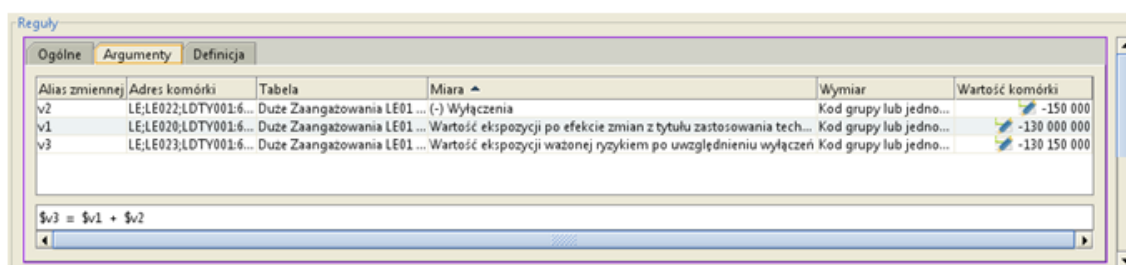 Reguły
Ogólne Argumenty Definicja
Alias zmiennej Adres komórki Tabela Miara Wymiar Wartość komórki
v2 LE;LE022;LDTY001:6... Duże Zaangażowania LE01 ... (-) Wyłączenia Kod grupy lub jedno... -150 000
v1 LE;LE020;LDTY001:6... Duże Zaangażowania LE01 ... Wartość ekspozycji po efekcie zmian z tytułu zastosowania tech... Kod grupy lub jedno... -130 000 000
v3 LE;LE023;LDTY001:6... Duże Zaangażowania LE01 ... Wartość ekspozycji ważonej ryzykiem po uwzględnieniu wyłączeń Kod grupy lub jedno... -130 150 000
$v3 = $v1 + $v2